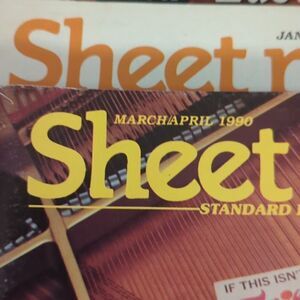 JAN
Sheet
MARCH/APRIL 1990
Sheet
STANDARD
IF THIS ISN'